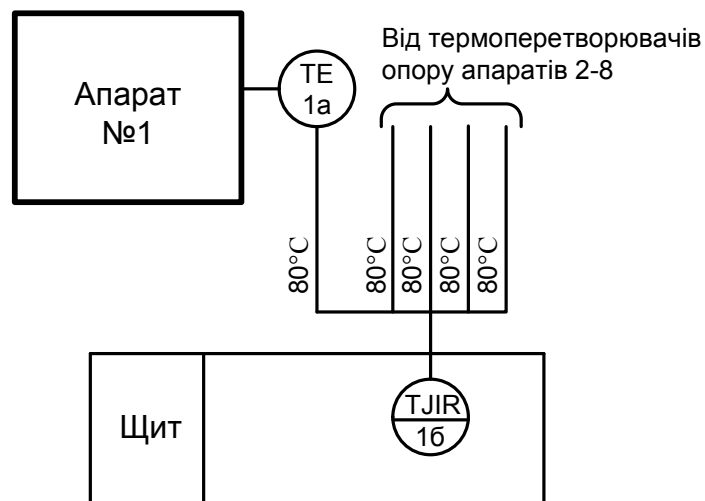 Від термоперетворювачів
опору апаратів 2-8
Апарат
№1
TE
1а
80°C
80°C
80°C
80°C
80°C
Щит
TJIR
1б